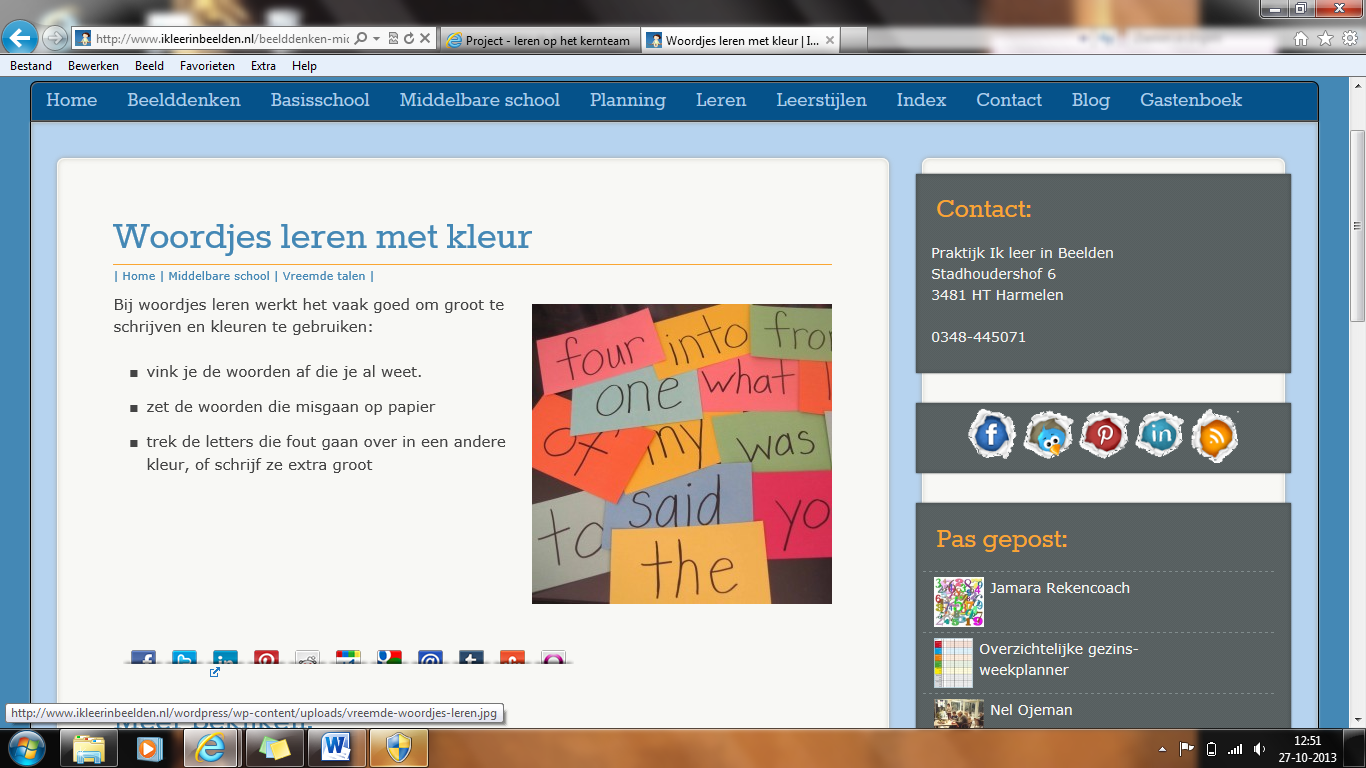 http://www.ikleerinbeelden.nl/beelddenken-mic
Project - leren op het kernteam
Woordjes leren met kleur | I...
Bestand Bewerken Beeld Favorieten Extra Help
Home Beelddenken Basisschool Middelbare school Planning Leren Leerstijlen Index Contact Blog Gastenboek
Woordjes leren met kleur
| Home | Middelbare school | Vreemde talen |
Bij woordjes leren werkt het vaak goed om groot te
schrijven en kleuren te gebruiken:
vink je de woorden af die je al weet.
zet de woorden die misgaan op papier
trek de letters die fout gaan over in een andere
kleur, of schrijf ze extra groot
four into fro
one what
of my was
to said yo
the
Contact:
Praktijk Ik leer in Beelden
Stadhoudershof 6
3481 HT Harmelen
0348-445071
Pas gepost:
Jamara Rekencoach
Overzichtelijke gezins-
weekplanner
Nel Ojeman
Meer bekijken:
http://www.ikleerinbeelden.nl/wordpress/wp-content/uploads/vreemde-woordjes-leren.jpg
12:51
27-10-2013